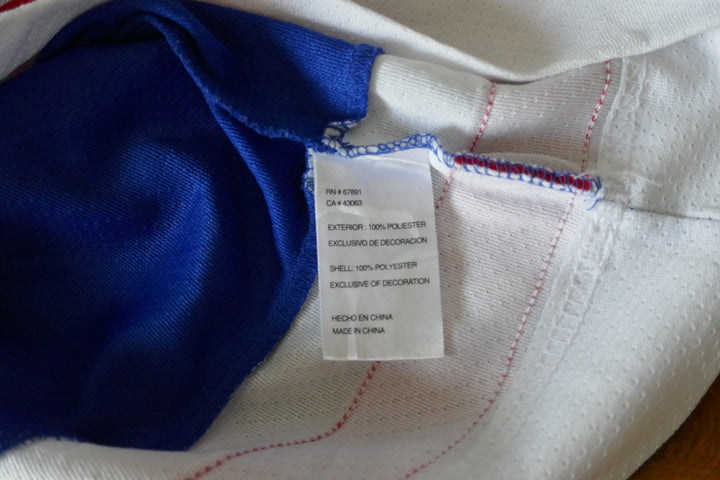 RN # 67891
CA # 43063
EXTERIOR : 100% POLIESTER
EXCLUSIVO DE DECORACION
SHELL: 100% POLYESTER
EXCLUSIVE OF DECORATION
HECHO EN CHINA
MADE IN CHINA